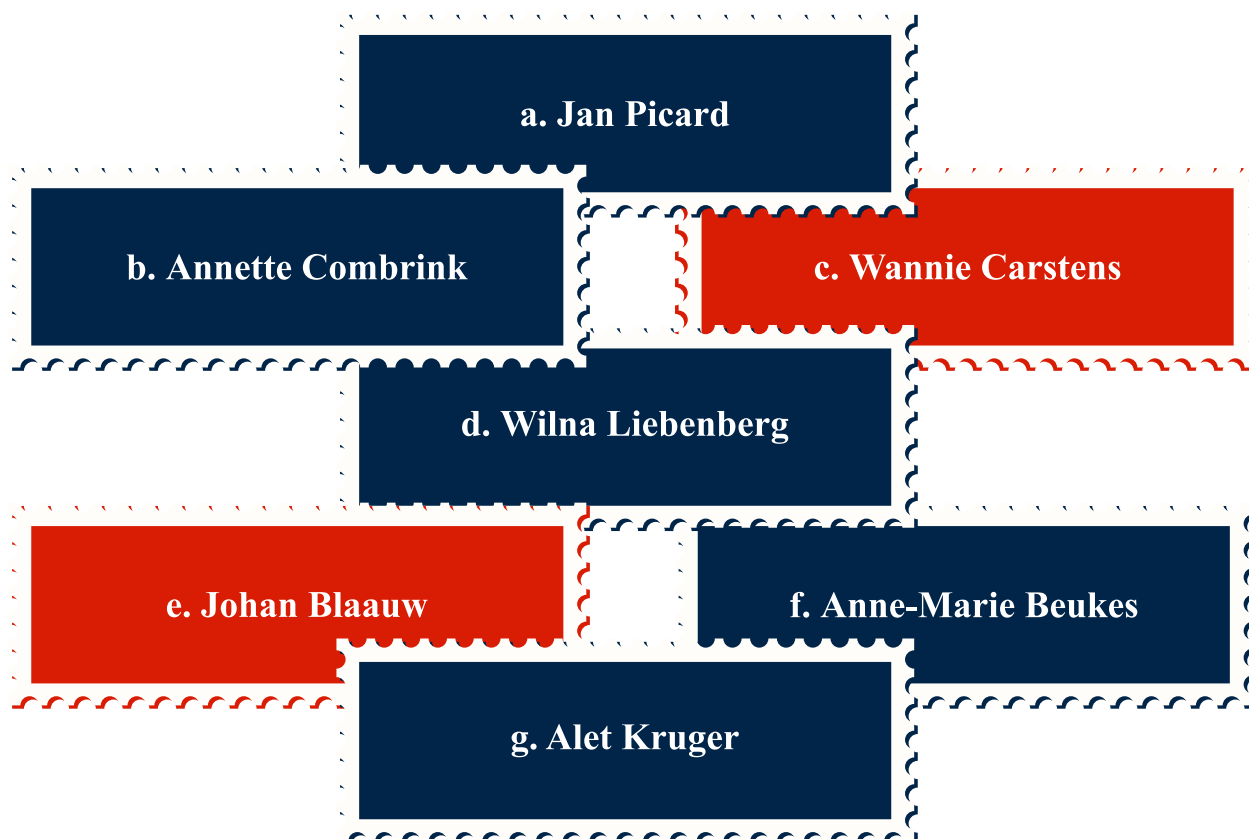 a. Jan Picard
b. Annette Combrink
c. Wannie Carstens
d. Wilna Liebenberg
e. Johan Blaauw
f. Anne-Marie Beukes
g. Alet Kruger